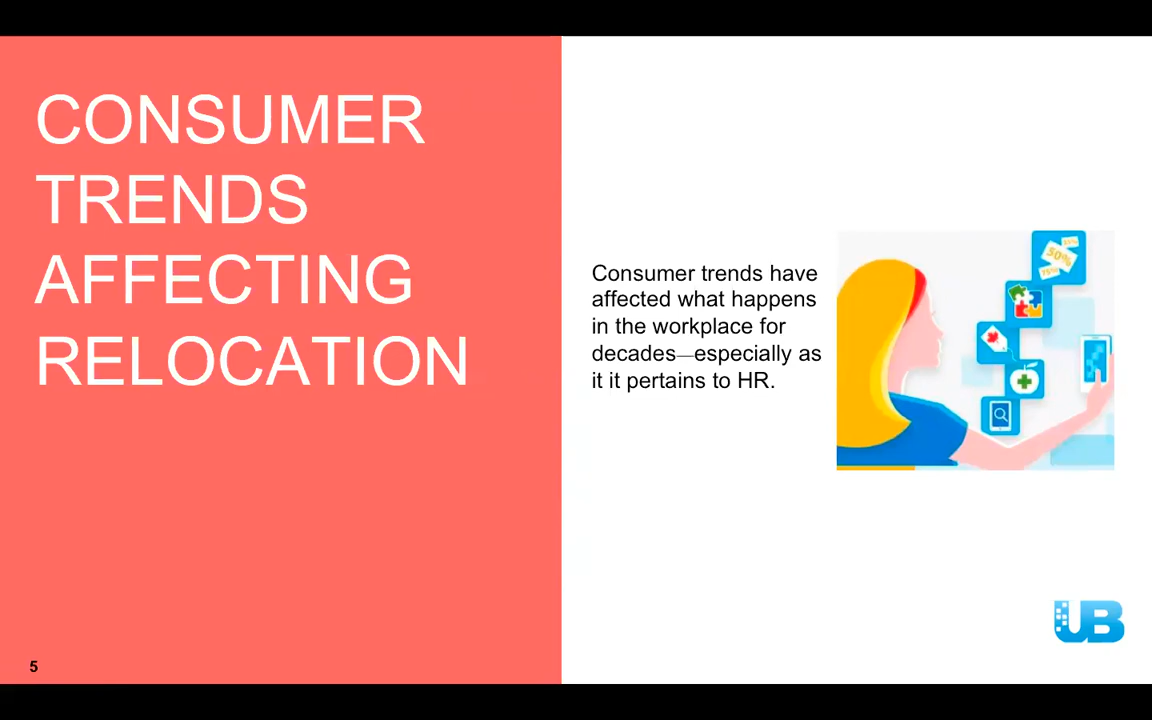 CONSUMER
TRENDS
AFFECTING
RELOCATION
Consumer trends have
affected what happens
in the workplace for
decades—especially as
it it pertains to HR.
50%
UB
5